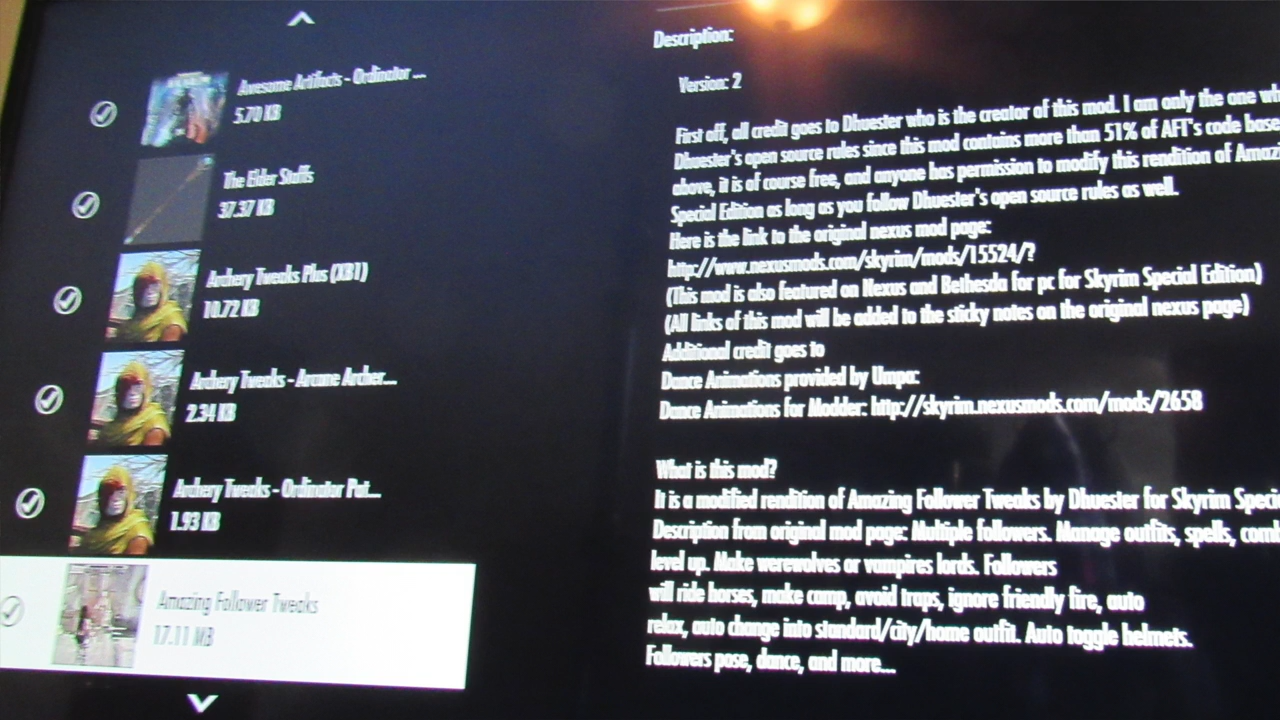 Awesome Artifacts - Ordinator ...
5.70 KB
The Elder Staffs
37.37 KB
Archery Tweaks Plus (XB1)
10.72 KB
Archery Tweaks - Arcane Archer...
2.34 KB
Archery Tweaks - Ordinator Pat...
1.93 KB
Amazing Follower Tweaks
17.11 MB
Description:
Version: 2
First off, all credit goes to Dhuester who is the creator of this mod. I am only the one
Dhuester's open source rules since this mod contains more than 51% of AFT's code
above, it is of course free, and anyone has permission to modify this rendition of
Special Edition as long as you follow Dhuester's open source rules as well.
Here is the link to the original nexus mod page:
http://www.nexusmods.com/skyrim/mods/15524/?
(This mod is also featured on Nexus and Bethesda for pc for Skyrim Special Edition)
(All links of this mod will be added to the sticky notes on the original nexus page)
Additional credit goes to
Dance Animations provided by Umpa:
Dance Animations for Modder: http://skyrim.nexusmods.com/mods/2658
What is this mod?
It is a modified rendition of Amazing Follower Tweaks by Dhuester for Skyrim
Description from original mod page: Multiple followers. Manage outfits, spells,
level up. Make werewolves or vampires lords. Followers
will ride horses, make camp, avoid traps, ignore friendly fire, auto
relax, auto change into standard/city/home outfit. Auto toggle helmets.
Followers pose, dance, and more...